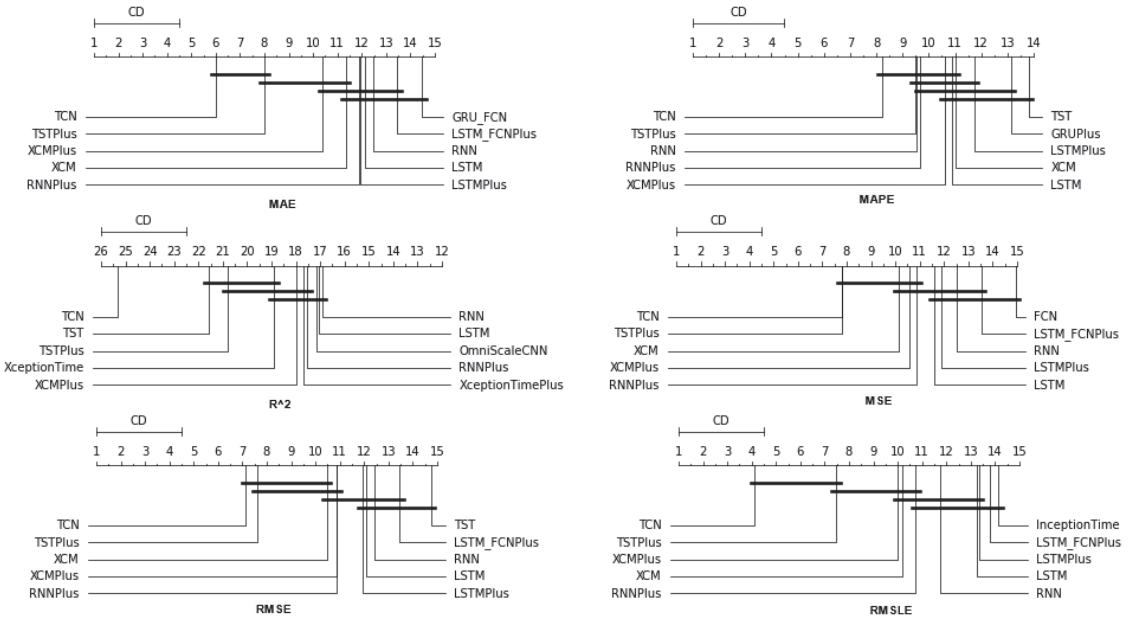 CD
1 2 3 4 5 6 7 8 9 10 11 12 13 14 15
TCN
TSTPlus
XCMPlus
XCM
RNNPlus
GRU_FCN
LSTM_FCNPlus
RNN
LSTM
LSTMPlus
MAE
CD
1 2 3 4 5 6 7 8 9 10 11 12 13 14
TCN
TSTPlus
RNN
RNNPlus
XCMPlus
TST
GRUPlus
LSTMPlus
XCM
LSTM
MAPE
CD
26 25 24 23 22 21 20 19 18 17 16 15 14 13 12
TCN
TST
TSTPlus
XceptionTime
XCMPlus
RNN
LSTM
OmniScaleCNN
RNNPlus
XceptionTimePlus
R^2
CD
1 2 3 4 5 6 7 8 9 10 11 12 13 14 15
TCN
TSTPlus
XCM
XCMPlus
RNNPlus
FCN
LSTM_FCNPlus
RNN
LSTMPlus
LSTM
MSE
CD
1 2 3 4 5 6 7 8 9 10 11 12 13 14 15
TCN
TSTPlus
XCM
XCMPlus
RNNPlus
TST
LSTM_FCNPlus
RNN
LSTM
LSTMPlus
RMSE
CD
1 2 3 4 5 6 7 8 9 10 11 12 13 14 15
TCN
TSTPlus
XCMPlus
XCM
RNNPlus
InceptionTime
LSTM_FCNPlus
LSTMPlus
LSTM
RNN
RMSLE